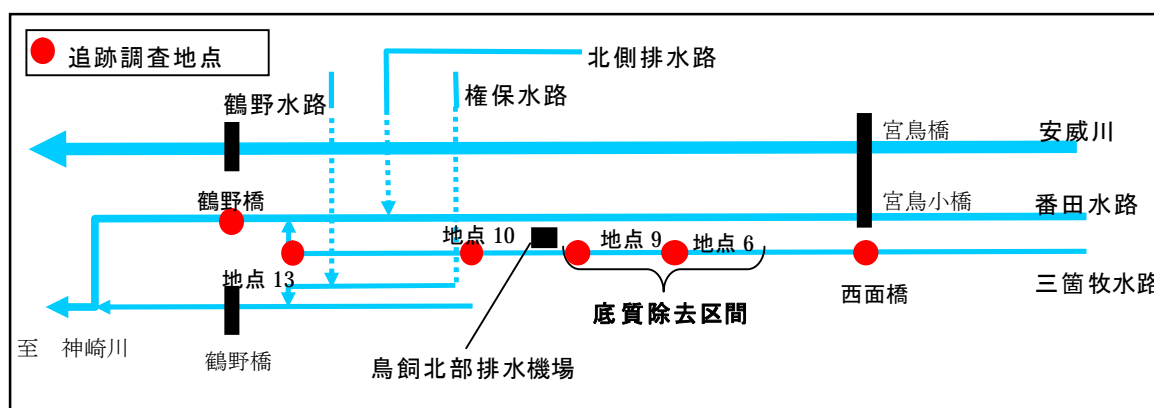 追跡調査地点
北側排水路
鶴野水路
権保水路
宮鳥橋
安威川
鶴野橋
宮鳥小橋
番田水路
地点 10
地点 9
地点 6
地点 13
西面橋
三箇牧水路
底質除去区間
至 神崎川
鶴野橋
鳥飼北部排水機場